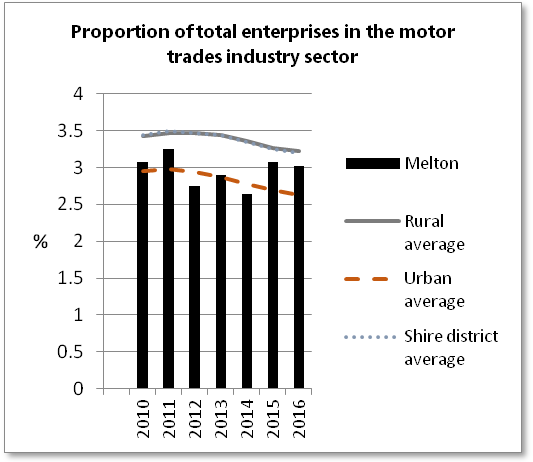 Proportion of total enterprises in the motor
trades industry sector
4
3.5
3
2.5
2
1.5
1
0.5
0
%
2010
2011
2012
2013
2014
2015
2016
Melton
Rural
average
Urban
average
Shire district
average